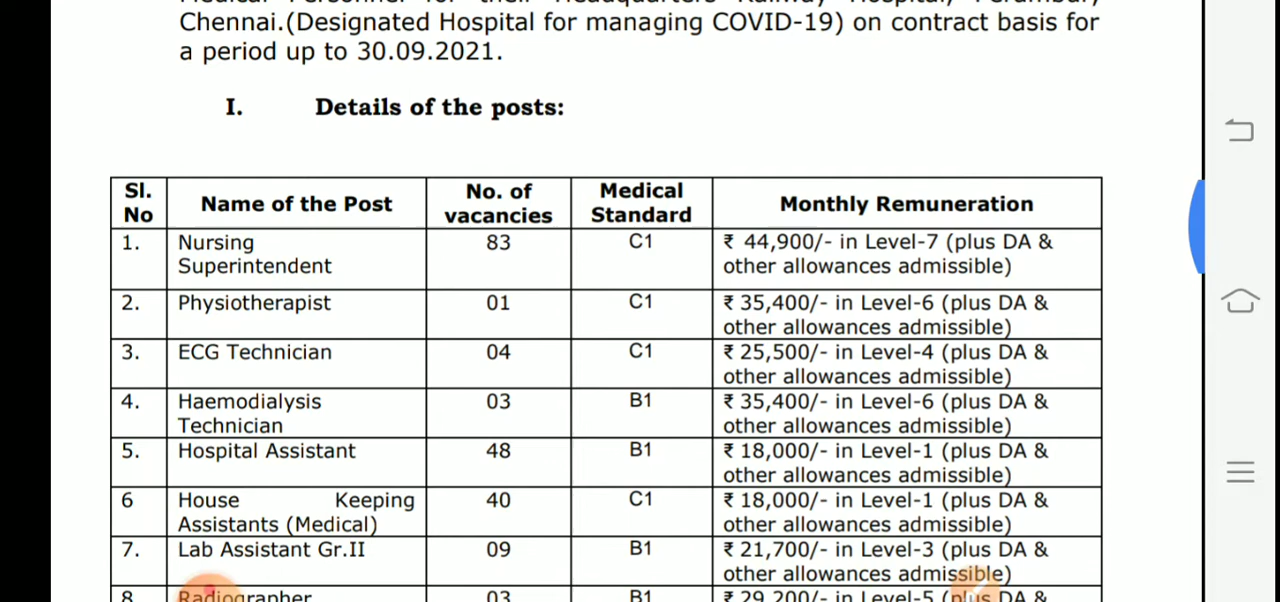 Medical Personnel for their Headquarters Railway Hospital, Perambur,
Chennai.(Designated Hospital for managing COVID-19) on contract basis for
a period up to 30.09.2021.
I. Details of the posts:
Sl. No | Name of the Post | No. of vacancies | Medical Standard | Monthly Remuneration
1. Nursing Superintendent 83 C1 ₹ 44,900/- in Level-7 (plus DA & other allowances admissible)
2. Physiotherapist 01 C1 ₹ 35,400/- in Level-6 (plus DA & other allowances admissible)
3. ECG Technician 04 C1 ₹ 25,500/- in Level-4 (plus DA & other allowances admissible)
4. Haemodialysis Technician 03 B1 ₹ 35,400/- in Level-6 (plus DA & other allowances admissible)
5. Hospital Assistant 48 B1 ₹ 18,000/- in Level-1 (plus DA & other allowances admissible)
6 House Keeping Assistants (Medical) 40 C1 ₹ 18,000/- in Level-1 (plus DA & other allowances admissible)
7. Lab Assistant Gr.II 09 B1 ₹ 21,700/- in Level-3 (plus DA & other allowances admissible)
8. Radiographer 03 B1 ₹ 29,200/- in Level-5 (plus DA &